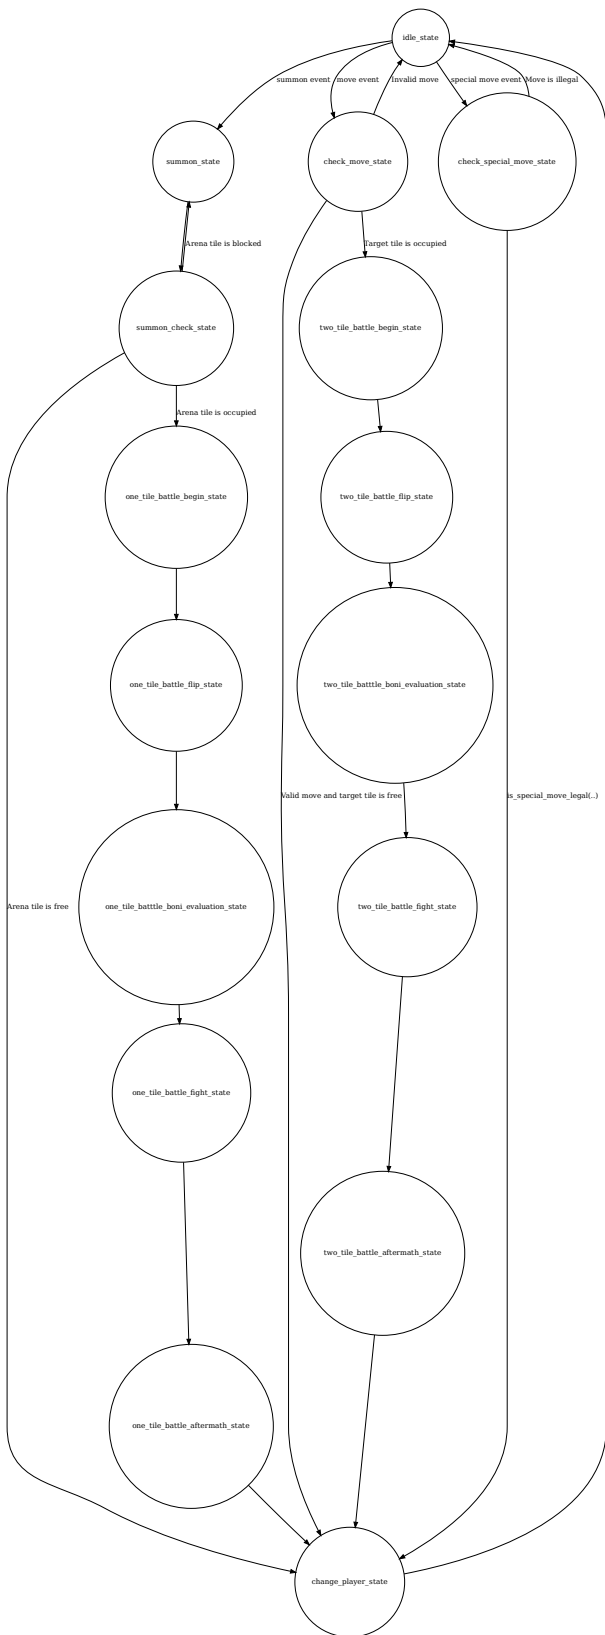 idle_state
summon event
move event
Invalid move
special move event
Move is illegal
summon_state
check_move_state
check_special_move_state
Arena tile is blocked
Target tile is occupied
summon_check_state
two_tile_battle_begin_state
Arena tile is occupied
one_tile_battle_begin_state
two_tile_battle_flip_state
one_tile_battle_flip_state
two_tile_batttle_boni_evaluation_state
Valid move and target tile is free
is_special_move_legal(..)
Arena tile is free
one_tile_batttle_boni_evaluation_state
two_tile_battle_fight_state
one_tile_battle_fight_state
two_tile_battle_aftermath_state
one_tile_battle_aftermath_state
change_player_state